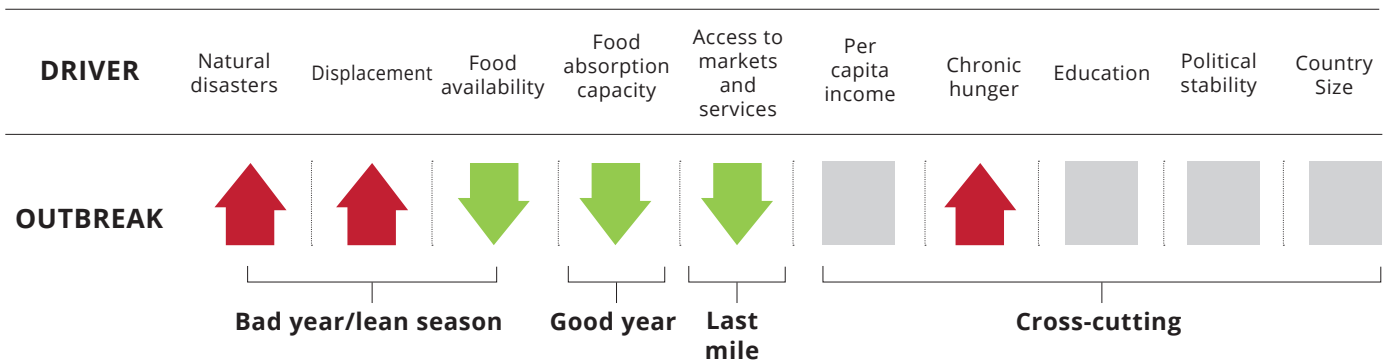 DRIVER
Natural
disasters
Displacement
Food
availability
Food
absorption
capacity
Access to
markets
and
services
Per
capita
income
Chronic
hunger
Education
Political
stability
Country
Size
OUTBREAK
Bad year/lean season
Good year
Last
mile
Cross-cutting